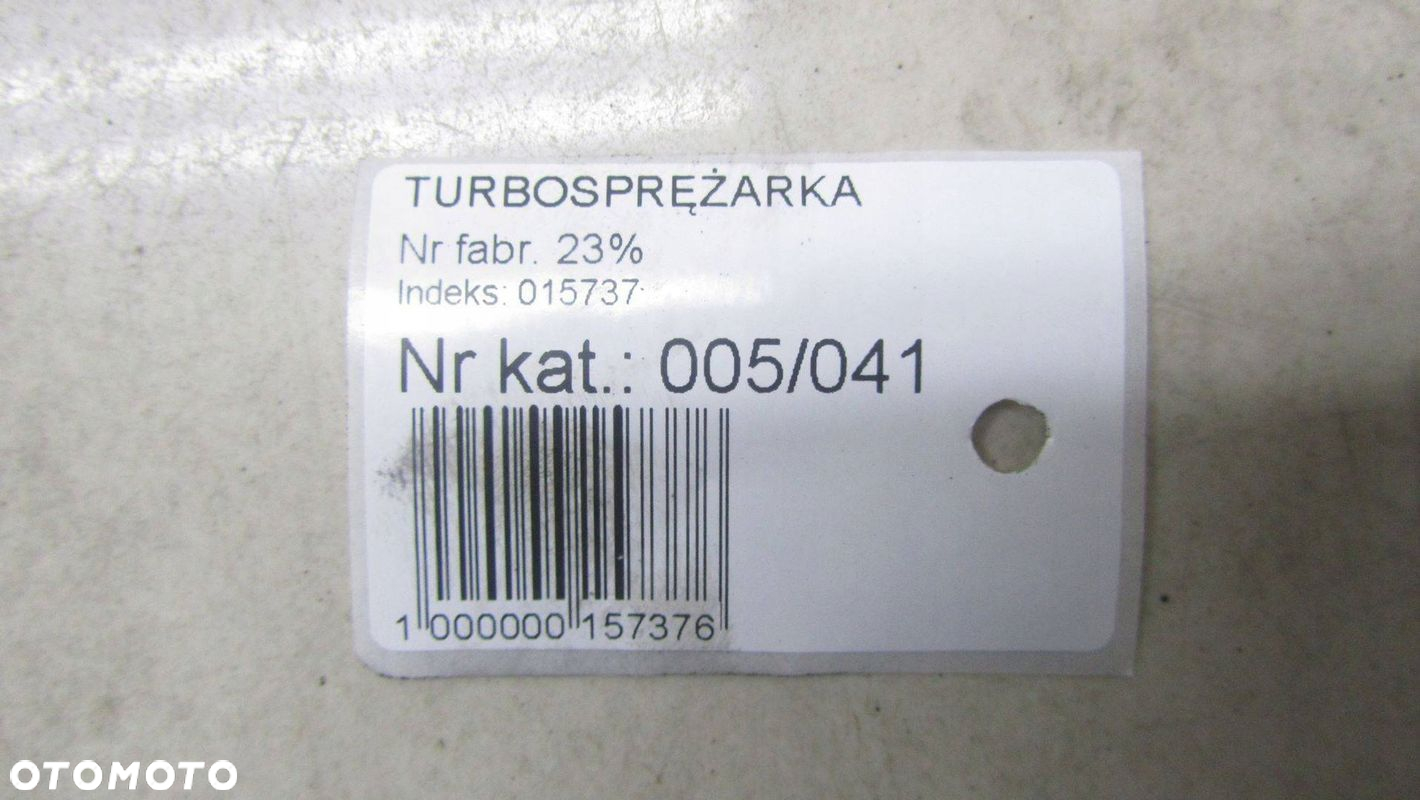 TURBOSPRĘŻARKA
Nr fabr. 23%
Indeks: 015737
Nr kat.: 005/041
1 000000 157376
OTOMOTO